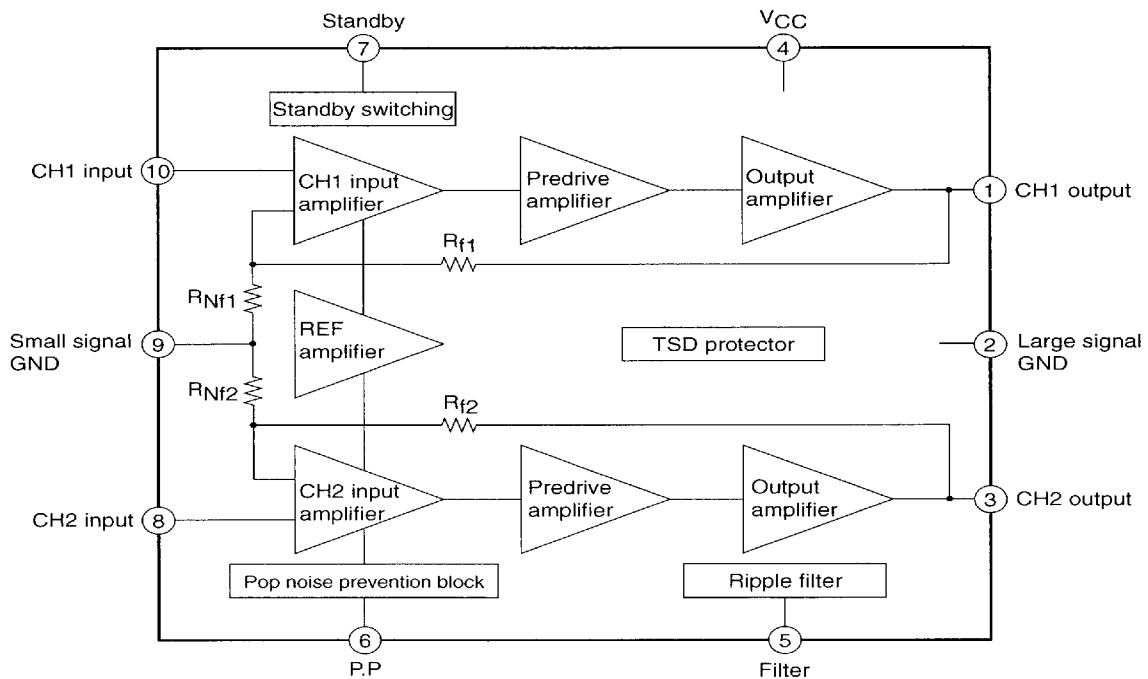 Standby
VCC
7
4
Standby switching
CH1 input
10
CH1 input
amplifier
Predrive
amplifier
Output
amplifier
1
CH1 output
Rf1
RNf1
Small signal
GND
9
REF
amplifier
TSD protector
2
Large signal
GND
RNf2
Rf2
CH2 input
8
CH2 input
amplifier
Predrive
amplifier
Output
amplifier
3
CH2 output
Pop noise prevention block
Ripple filter
6
5
P.P
Filter